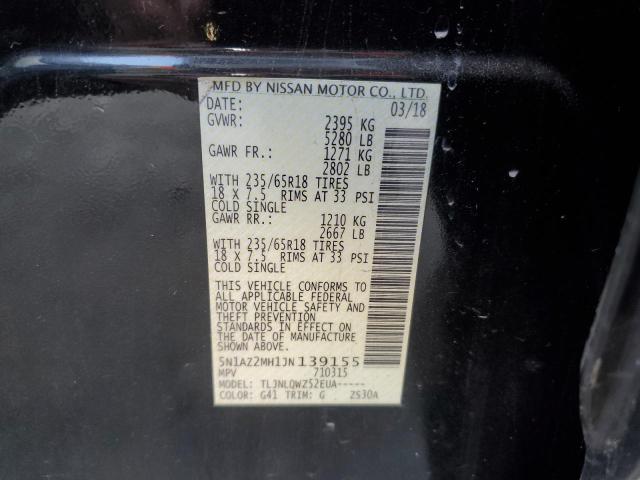 MFD BY NISSAN MOTOR CO., LTD.
DATE: 03/18
GVWR: 2395 KG
5280 LB
GAWR FR.: 1271 KG
2802 LB
WITH 235/65R18 TIRES
18 X 7.5 RIMS AT 33 PSI
COLD SINGLE
GAWR RR.: 1210 KG
2667 LB
WITH 235/65R18 TIRES
18 X 7.5 RIMS AT 33 PSI
COLD SINGLE
THIS VEHICLE CONFORMS TO
ALL APPLICABLE FEDERAL
MOTOR VEHICLE SAFETY AND
THEFT PREVENTION
STANDARDS IN EFFECT ON
THE DATE OF MANUFACTURE
SHOWN ABOVE.
5N1AZ2MH1JN139155
MPV 710315
MODEL: TLJNLQWZ52EUA-----
COLOR: G41 TRIM: G ZS30A